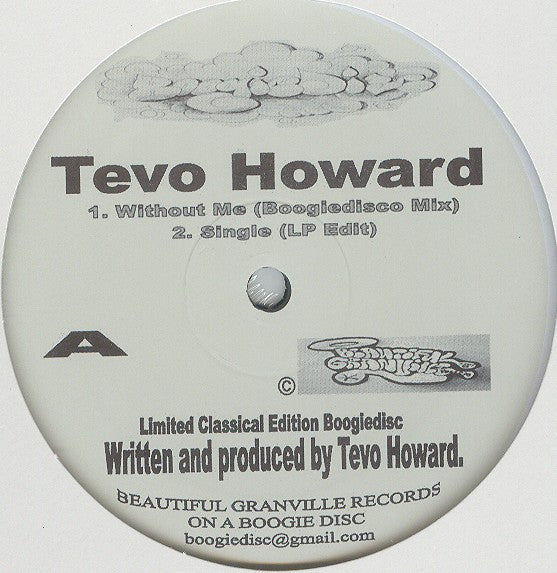 Tevo Howard
1. Without Me (Boogiedisco Mix)
2. Single (LP Edit)
A
©
Limited Classical Edition Boogiedisc
Written and produced by Tevo Howard.
BEAUTIFUL GRANVILLE RECORDS
ON A BOOGIE DISC
boogiedisc@gmail.com